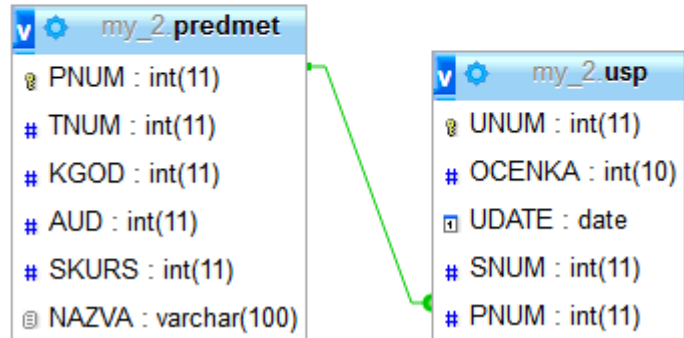 my_2.predmet
PNUM : int(11)
# TNUM : int(11)
# KGOD : int(11)
# AUD : int(11)
# SKURS : int(11)
NAZVA : varchar(100)
my_2.usp
UNUM : int(11)
# OCENKA : int(10)
UDATE : date
# SNUM : int(11)
# PNUM : int(11)